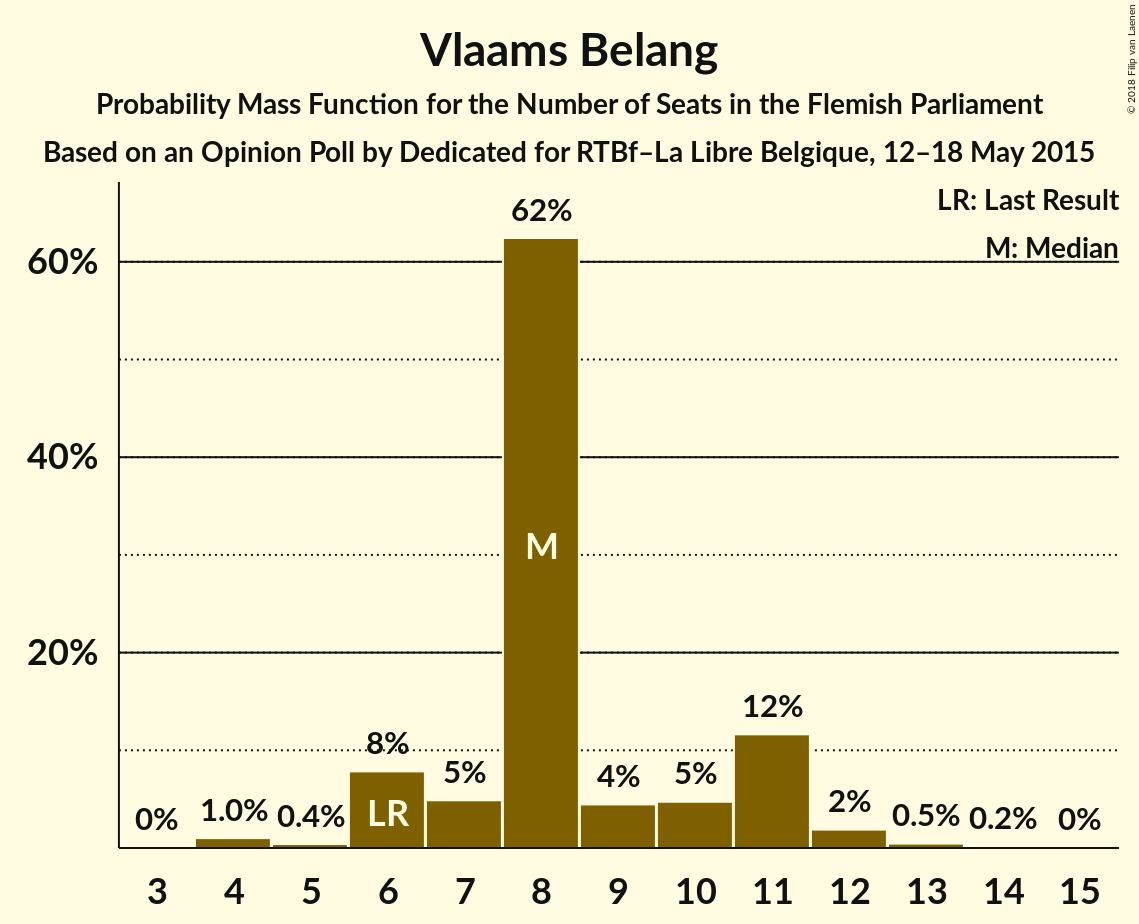 Vlaams Belang
Probability Mass Function for the Number of Seats in the Flemish Parliament
Based on an Opinion Poll by Dedicated for RTBf–La Libre Belgique, 12–18 May 2015
© 2018 Filip van Laenen
LR: Last Result
M: Median
60%
40%
20%
0%
1.0%
0.4%
8%
5%
62%
4%
5%
12%
2%
0.5%
0.2%
0%
LR
M
3 4 5 6 7 8 9 10 11 12 13 14 15